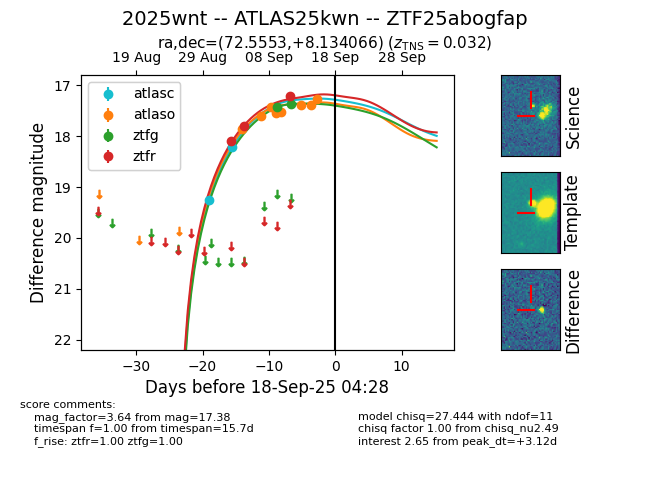 2025wnt -- ATLAS25kwn -- ZTF25abogfap
ra,dec=(72.5553,+8.134066) (z_TNS = 0.032)
19 Aug 29 Aug 08 Sep 18 Sep 28 Sep
atlasc
atlaso
ztfg
ztfr
17
18
19
20
21
22
Difference magnitude
−30 −20 −10 0 10
Days before 18-Sep-25 04:28
Science
Template
Difference
score comments:
mag_factor=3.64 from mag=17.38
timespan f=1.00 from timespan=15.7d
f_rise: ztfr=1.00 ztfg=1.00
model chisq=27.444 with ndof=11
chisq factor 1.00 from chisq_nu2.49
interest 2.65 from peak_dt=+3.12d